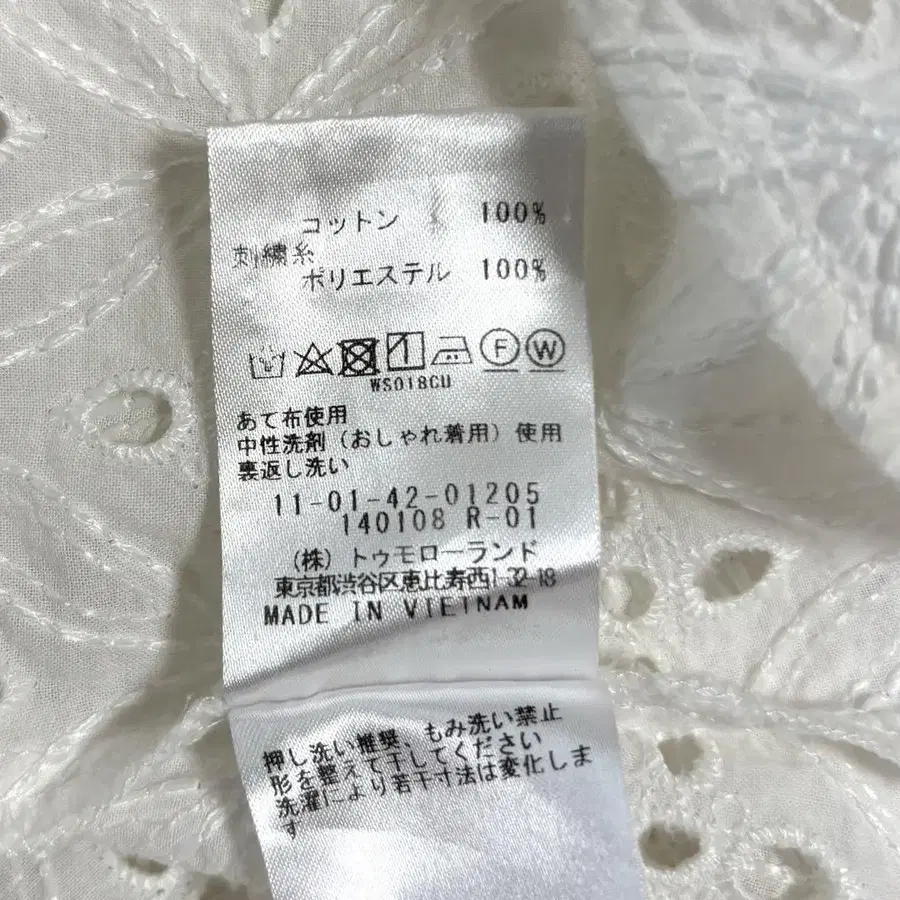 コットン 100%
刺繍糸
ポリエステル 100%
F W
WS018CU
あて布使用
中性洗剤（おしゃれ着用）使用
裏返し洗い
11-01-42-01205
140108 R-01
（株）トゥモローランド
東京都渋谷区恵比寿西1-32-18
MADE IN VIETNAM
押し洗い推奨、もみ洗い禁止
形を整えて干してください
洗濯により若干寸法は変化しま
す